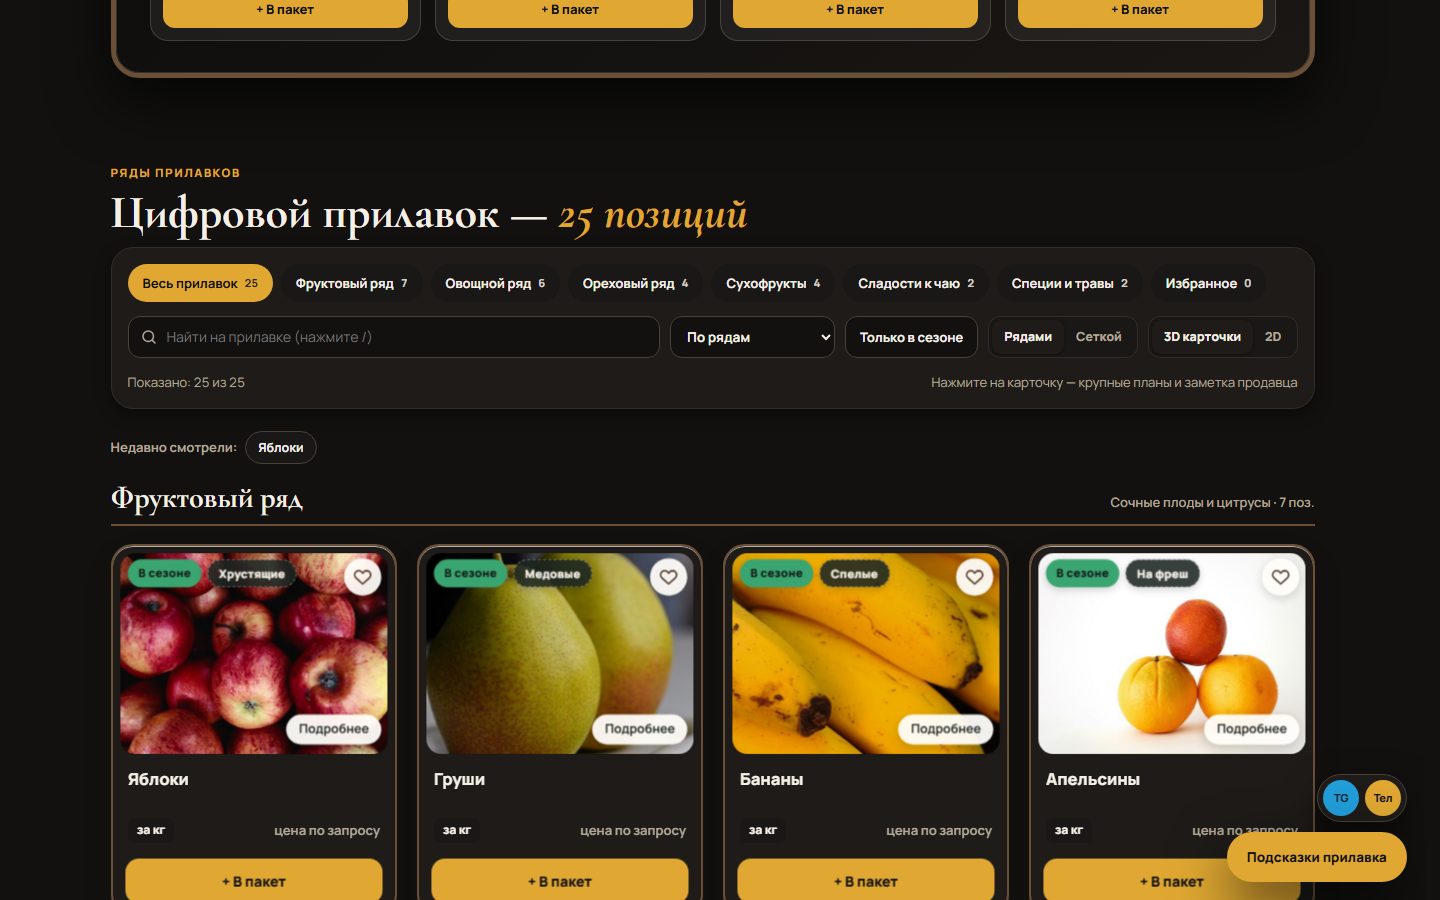 + В пакет + В пакет + В пакет + В пакет
РЯДЫ ПРИЛАВКОВ
Цифровой прилавок — 25 позиций
Весь прилавок 25 Фруктовый ряд 7 Овощной ряд 6 Ореховый ряд 4 Сухофрукты 4 Сладости к чаю 2 Специи и травы 2 Избранное 0
Найти на прилавке (нажмите /) По рядам Только в сезоне Рядами Сеткой 3D карточки 2D
Показано: 25 из 25 Нажмите на карточку — крупные планы и заметка продавца
Недавно смотрели: Яблоки
Фруктовый ряд Сочные плоды и цитрусы · 7 поз.
В сезоне Хрустящие В сезоне Медовые В сезоне Спелые В сезоне На фреш
Подробнее Подробнее Подробнее Подробнее
Яблоки Груши Бананы Апельсины
TG Тел
за кг цена по запросу за кг цена по запросу за кг цена по запросу за кг цена по запросу
Подсказки прилавка
+ В пакет + В пакет + В пакет + В пакет